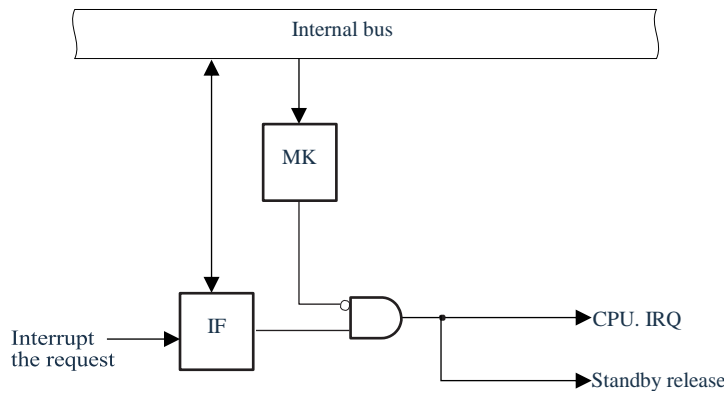 Internal bus
MK
IF
Interrupt
the request
CPU. IRQ
Standby release